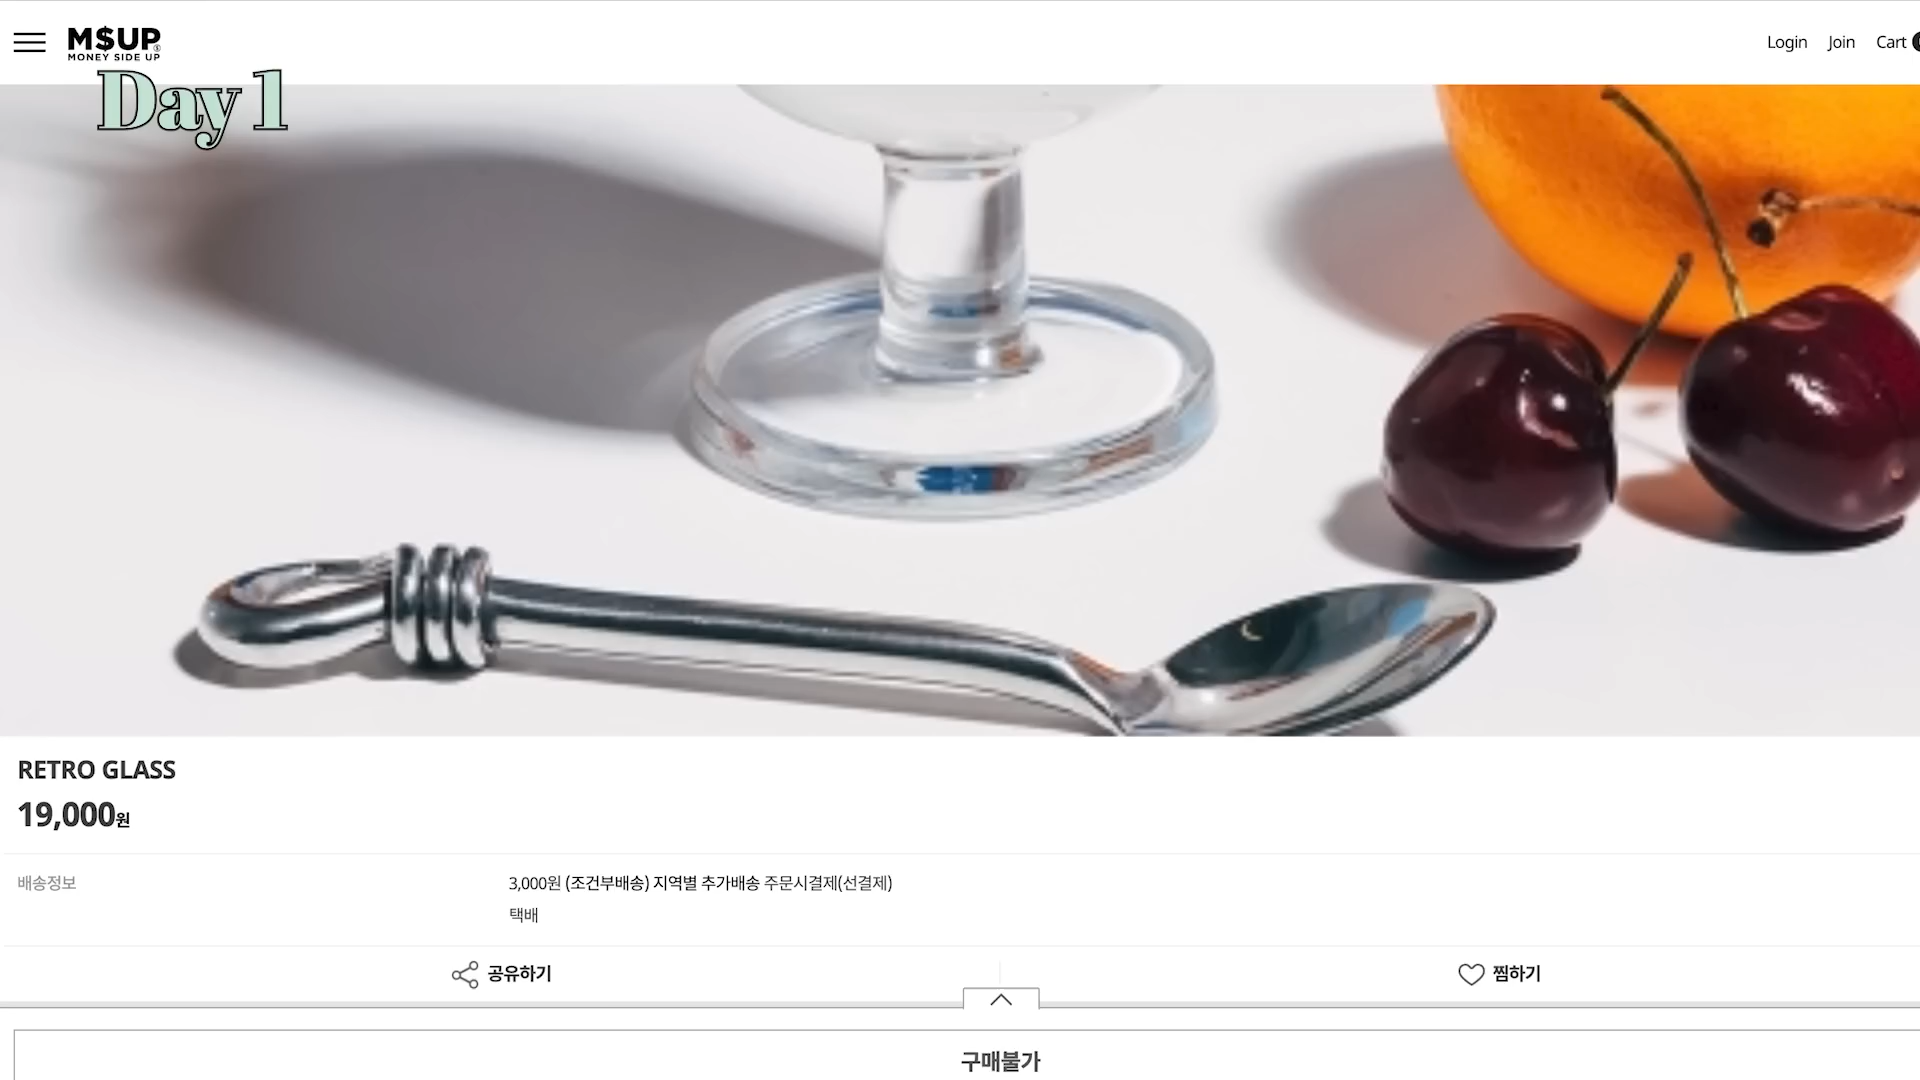 M$UP
MONEY SIDE UP
Login
Join
Cart
Day 1
RETRO GLASS
19,000원
배송정보
3,000원 (조건부배송) 지역별 추가배송 주문시결제(선결제)
택배
공유하기
찜하기
구매불가